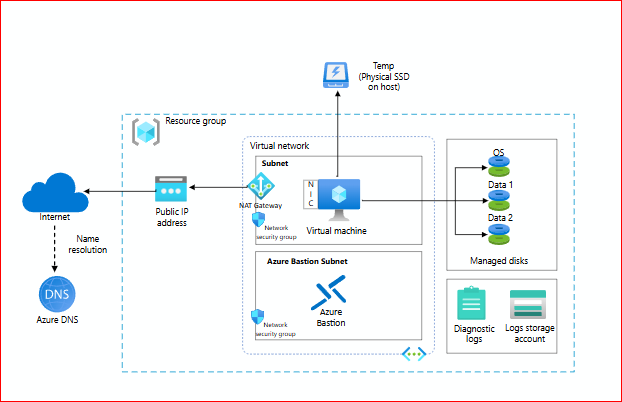 Temp
(Physical SSD
on host)
Resource group
Virtual network
Subnet
OS
Data 1
Data 2
Managed disks
N
I
C
NAT Gateway
Virtual machine
Network
security group
Public IP
address
Internet
Name
resolution
DNS
Azure DNS
Azure Bastion Subnet
Azure
Bastion
Network
security group
Diagnostic
logs
Logs storage
account